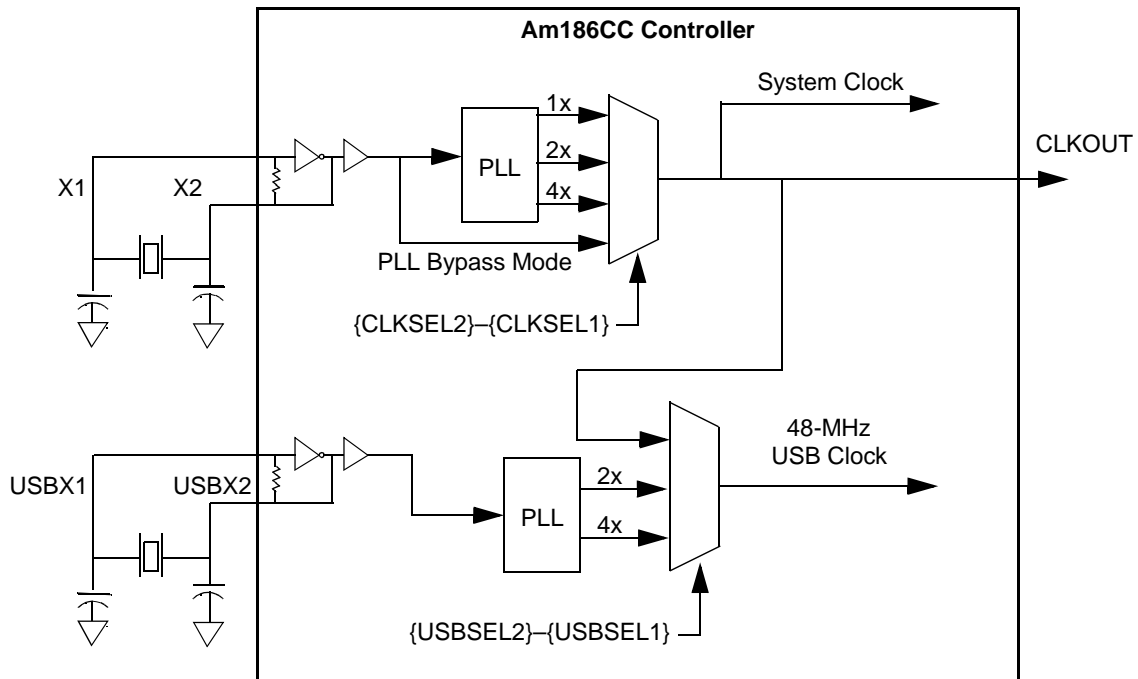 Am186CC Controller
System Clock
CLKOUT
1x
2x
4x
PLL
X1
X2
PLL Bypass Mode
{CLKSEL2}–{CLKSEL1}
48-MHz
USB Clock
USBX1
USBX2
2x
4x
PLL
{USBSEL2}–{USBSEL1}